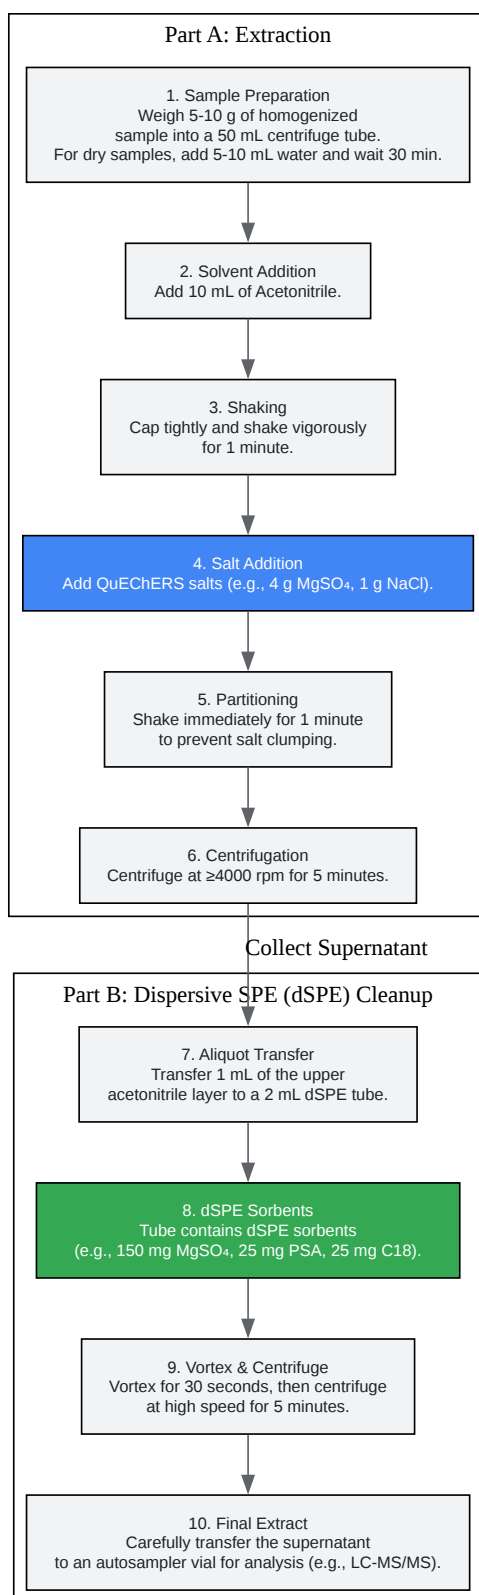 Part A: Extraction
1. Sample Preparation
Weigh 5-10 g of homogenized
sample into a 50 mL centrifuge tube.
For dry samples, add 5-10 mL water and wait 30 min.
2. Solvent Addition
Add 10 mL of Acetonitrile.
3. Shaking
Cap tightly and shake vigorously
for 1 minute.
4. Salt Addition
Add QuEChERS salts (e.g., 4 g MgSO₄, 1 g NaCl).
5. Partitioning
Shake immediately for 1 minute
to prevent salt clumping.
6. Centrifugation
Centrifuge at ≥4000 rpm for 5 minutes.
Collect Supernatant
Part B: Dispersive SPE (dSPE) Cleanup
7. Aliquot Transfer
Transfer 1 mL of the upper
acetonitrile layer to a 2 mL dSPE tube.
8. dSPE Sorbents
Tube contains dSPE sorbents
(e.g., 150 mg MgSO₄, 25 mg PSA, 25 mg C18).
9. Vortex & Centrifuge
Vortex for 30 seconds, then centrifuge
at high speed for 5 minutes.
10. Final Extract
Carefully transfer the supernatant
to an autosampler vial for analysis (e.g., LC-MS/MS).